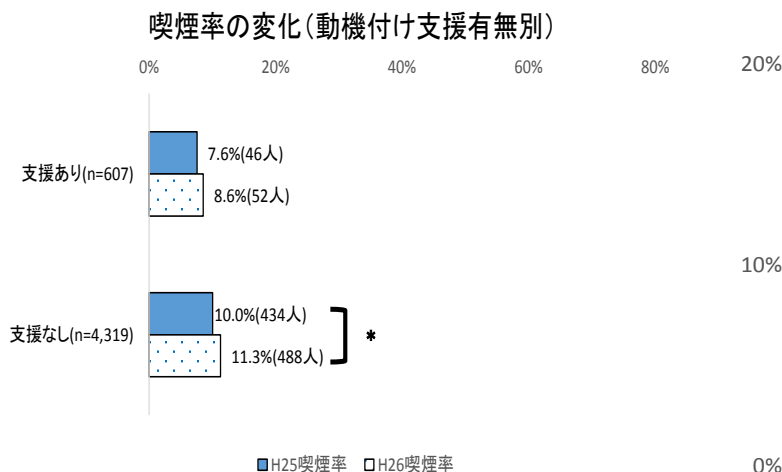 喫煙率の変化（動機付け支援有無別）
0% 20% 40% 60% 80%
20%
支援あり(n=607)
7.6%(46人)
8.6%(52人)
10%
支援なし(n=4,319)
10.0%(434人)
11.3%(488人)
*
H25喫煙率 H26喫煙率
0%